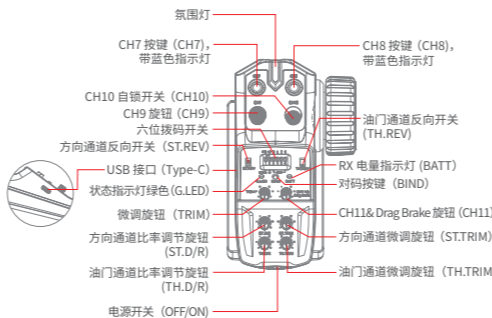 氛围灯
CH7 按键 (CH7),
带蓝色指示灯
CH8 按键 (CH8),
带蓝色指示灯
CH10 自锁开关 (CH10)
CH9 旋钮 (CH9)
六位拨码开关
方向通道反向开关 (ST.REV)
油门通道反向开关
(TH.REV)
USB 接口 (Type-C)
状态指示灯绿色 (G.LED)
RX 电量指示灯 (BATT)
对码按键 (BIND)
微调旋钮 (TRIM)
CH11& Drag Brake 旋钮 (CH11)
方向通道比率调节旋钮
(ST.D/R)
方向通道微调旋钮 (ST.TRIM)
油门通道比率调节旋钮
(TH.D/R)
油门通道微调旋钮 (TH.TRIM
电源开关 (OFF/ON)